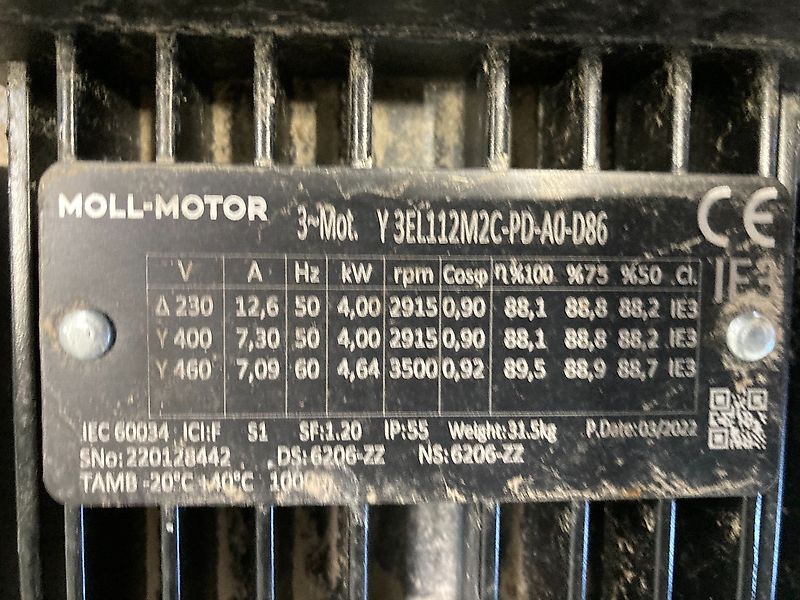 MOLL-MOTOR 3~Mot. Y3EL112M2C-PD-A0-D86 CE
IE3
V A Hz kW rpm Cosφ η%100 %75 %50 Cl.
Δ 230 12,6 50 4,00 2915 0,90 88,1 88,8 88,2 IE3
Y 400 7,30 50 4,00 2915 0,90 88,1 88,8 88,2 IE3
Y 460 7,09 60 4,64 3500 0,92 89,5 88,9 88,7 IE3
IEC 60034 ICl:F S1 SF:1.20 IP:55 Weight:31.5kg P.Date:03/2022
SNo:220128442 DS:6206-ZZ NS:6206-ZZ
TAMB -20°C +40°C 1000m